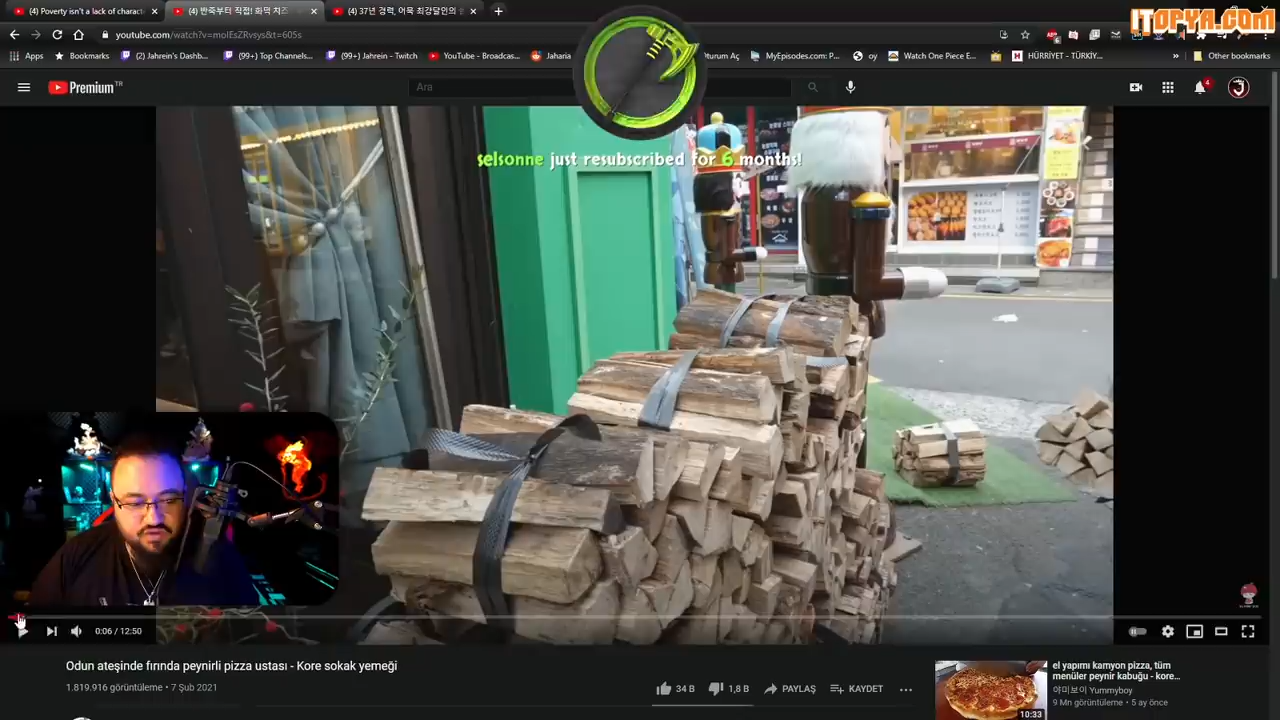 (4) Poverty isn't a lack of charact
(4) 반죽부터 직접! 화덕 치즈
(4) 37년 경력, 어묵 최강달인의 
ITOPYA.COM
youtube.com/watch?v=molEsZRvsys&t=605s
Apps
Bookmarks
(2) Jahrein's Dashb...
(99+) Top Channels...
(99+) Jahrein - Twitch
YouTube - Broadcas...
Jaharia
Oturum Aç
MyEpisodes.com: P...
oy
Watch One Piece E...
HÜRRİYET - TÜRKİY...
Other bookmarks
Premium TR
Ara
4
selsonne just resubscribed for 6 months!
0:06 / 12:50
Odun ateşinde fırında peynirli pizza ustası - Kore sokak yemeği
1.819.916 görüntüleme • 7 Şub 2021
34 B
1,8 B
PAYLAŞ
KAYDET
el yapımı kamyon pizza, tüm
menüler peynir kabuğu - kore...
야미보이 Yummyboy
9 Mn görüntüleme • 5 ay önce
10:33